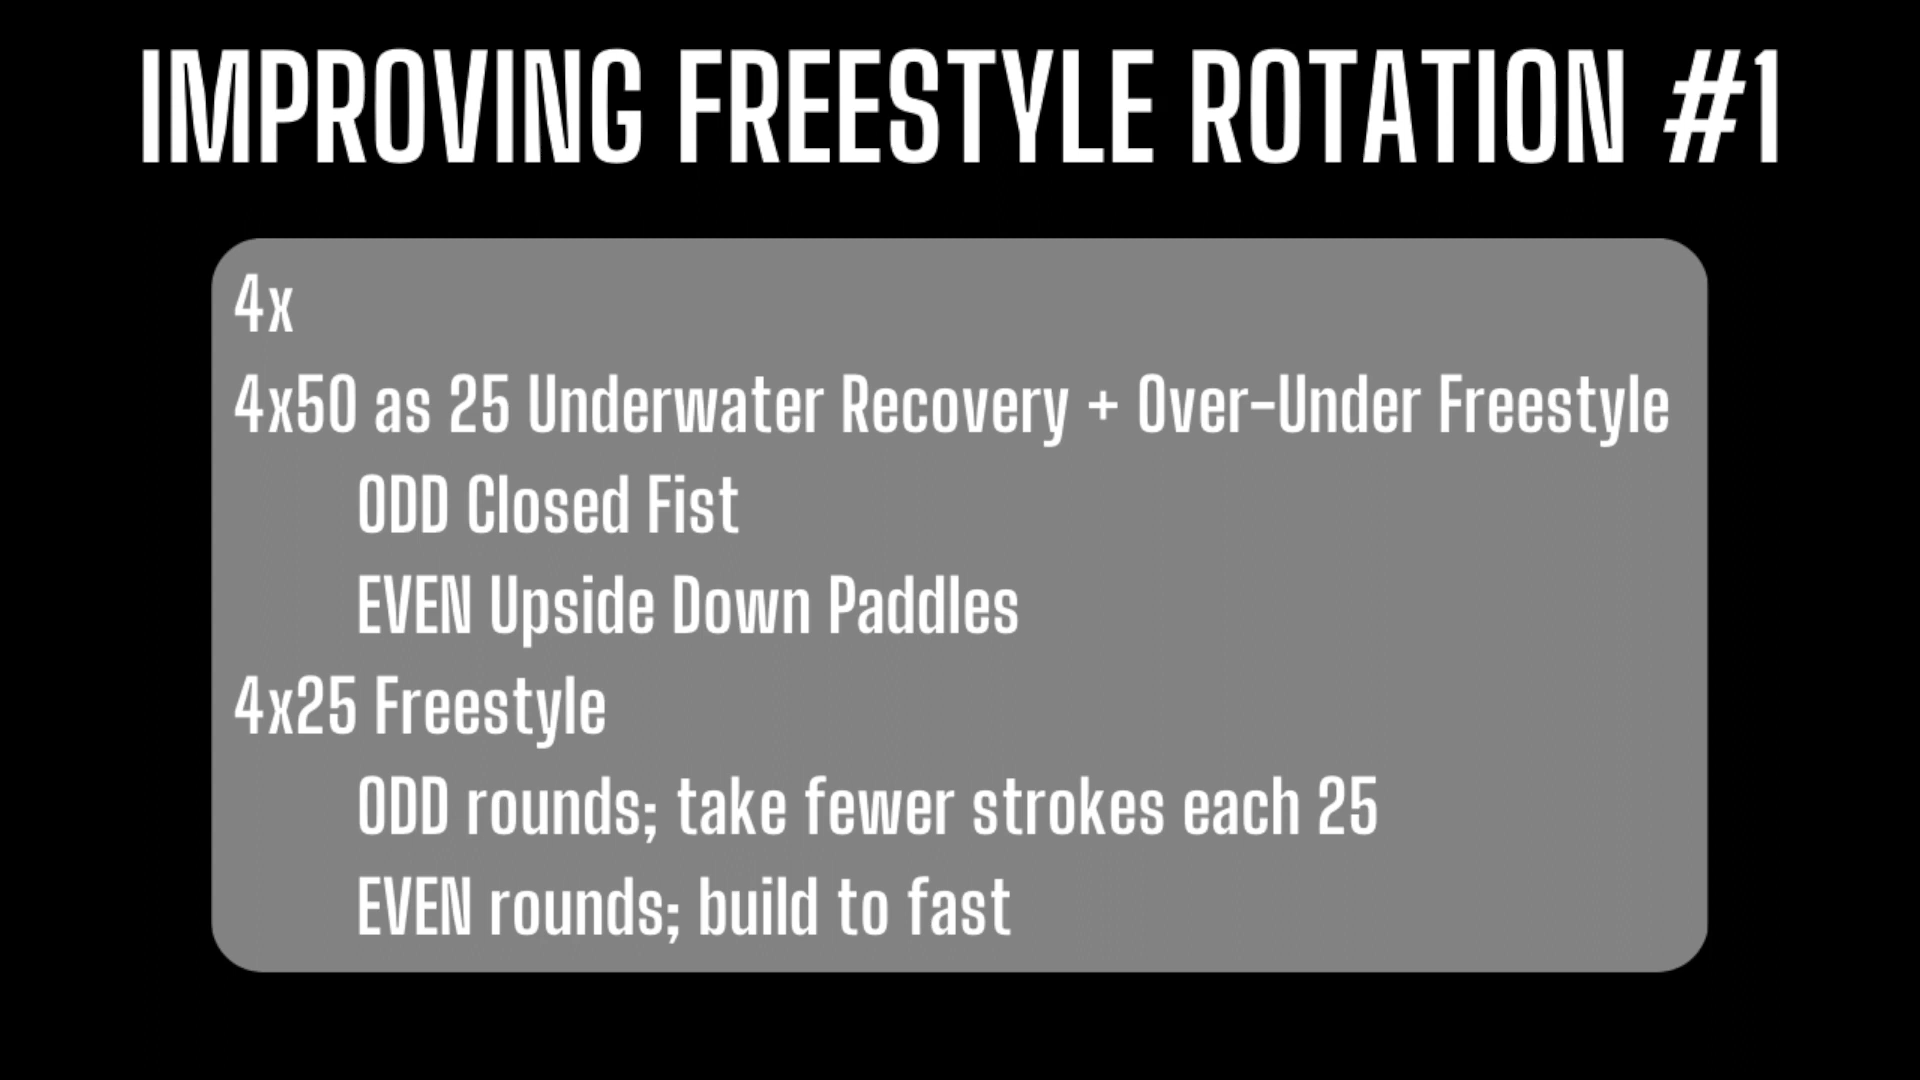 IMPROVING FREESTYLE ROTATION #1
4x
4x50 as 25 Underwater Recovery + Over-Under Freestyle
ODD Closed Fist
EVEN Upside Down Paddles
4x25 Freestyle
ODD rounds; take fewer strokes each 25
EVEN rounds; build to fast